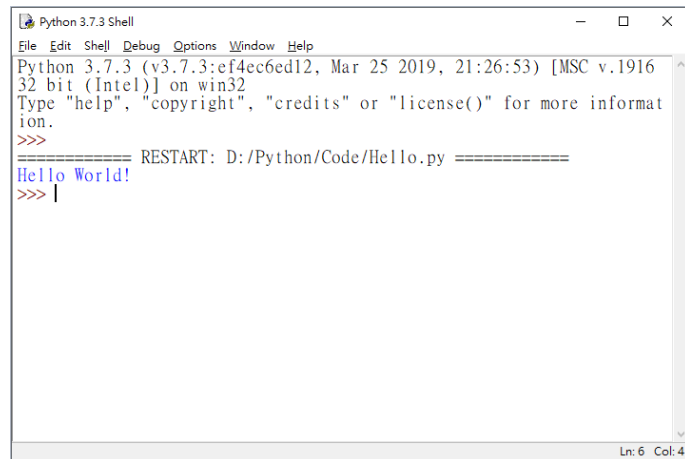 Python 3.7.3 Shell
File Edit Shell Debug Options Window Help
Python 3.7.3 (v3.7.3:ef4ec6ed12, Mar 25 2019, 21:26:53) [MSC v.1916
32 bit (Intel)] on win32
Type "help", "copyright", "credits" or "license()" for more informat
ion.
>>>
============ RESTART: D:/Python/Code/Hello.py ============
Hello World!
>>>
Ln: 6 Col: 4